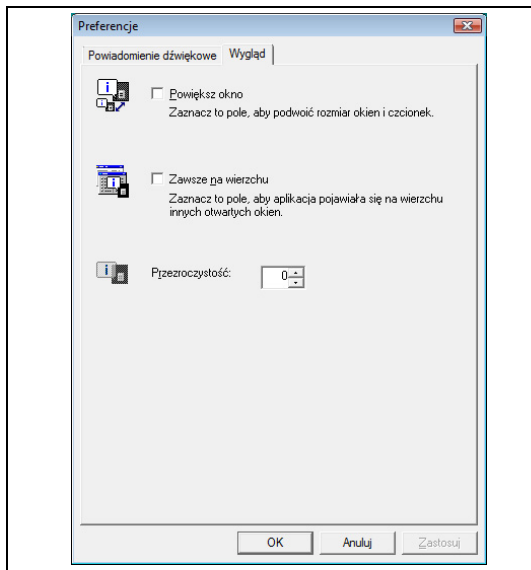 Preferencje
Powiadomienie dźwiękowe Wygląd
Powiększ okno
Zaznacz to pole, aby podwoić rozmiar okien i czcionek.
Zawsze na wierzchu
Zaznacz to pole, aby aplikacja pojawiała się na wierzchu
innych otwartych okien.
Przezroczystość: 0
OK Anuluj Zastosuj